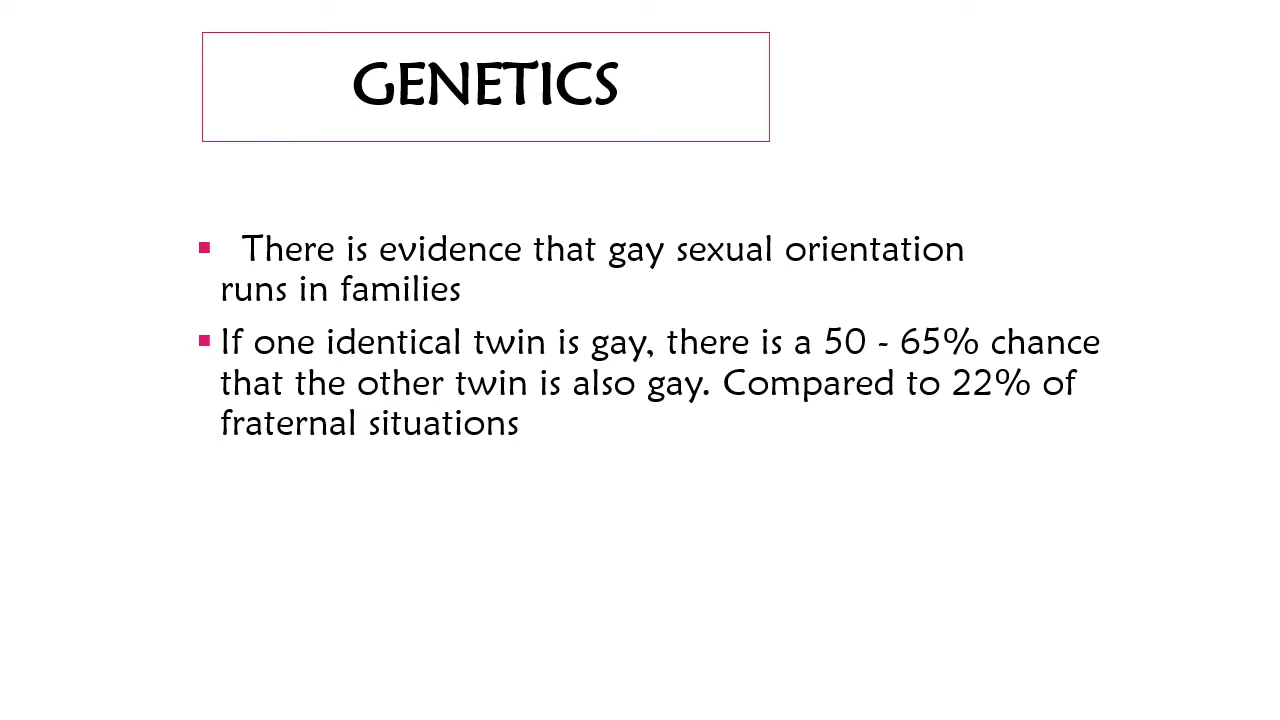 GENETICS
▪ There is evidence that gay sexual orientation
runs in families
▪ If one identical twin is gay, there is a 50 - 65% chance
that the other twin is also gay. Compared to 22% of
fraternal situations